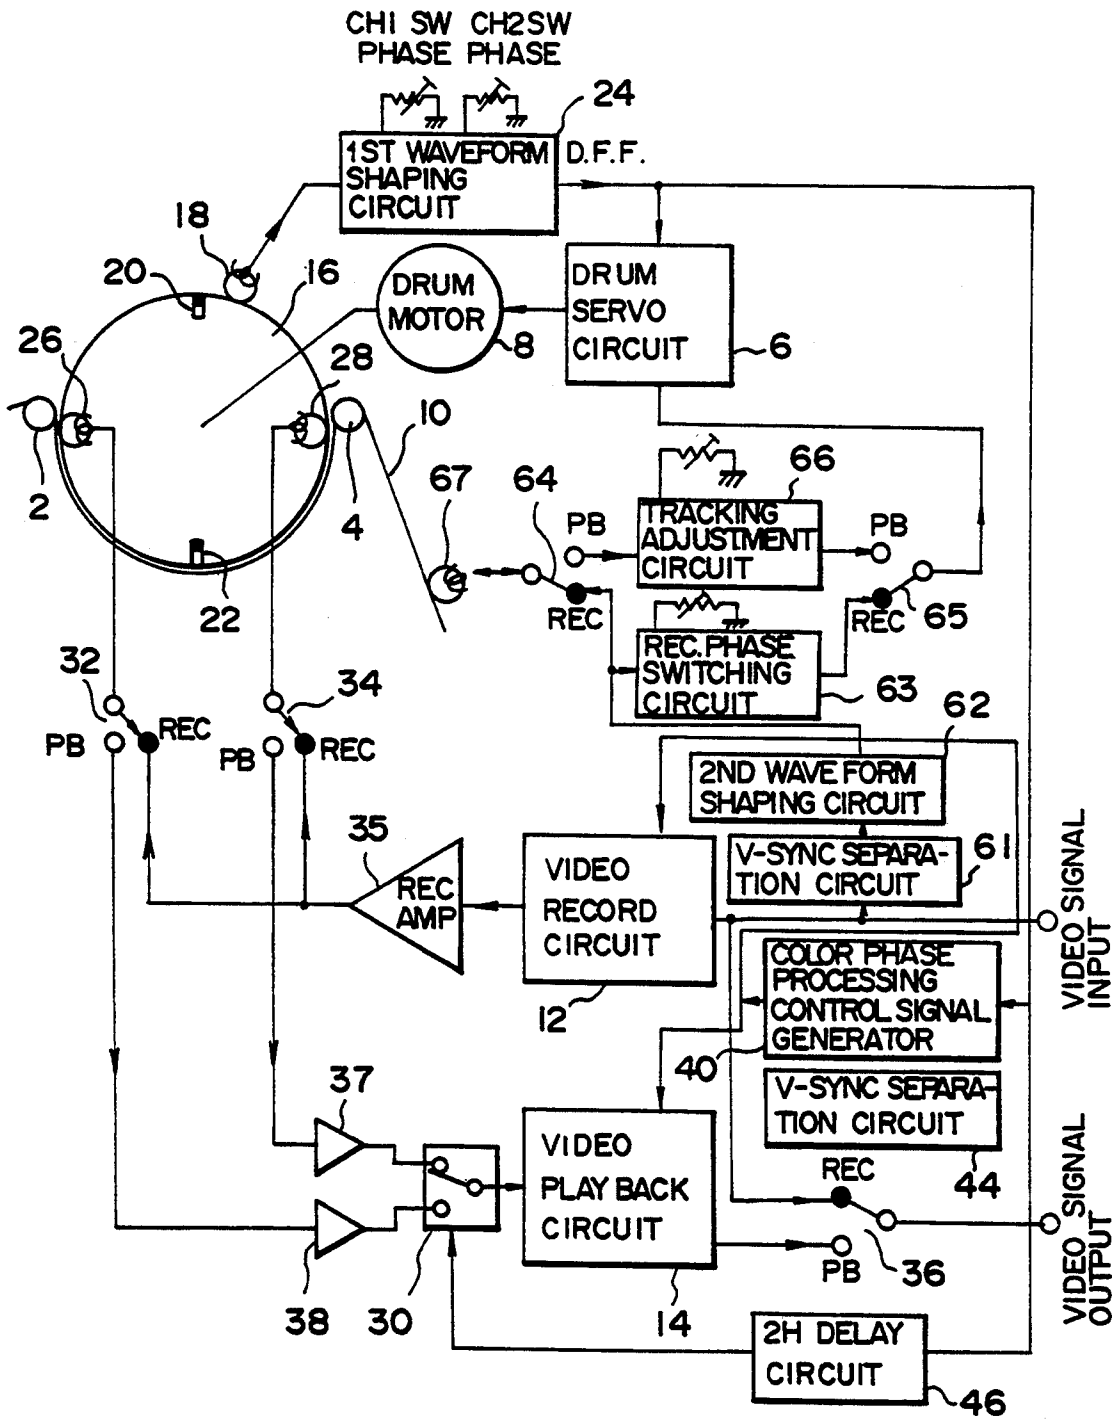 CH1 SW CH2SW
PHASE PHASE
24
1ST WAVEFORM
SHAPING
CIRCUIT
D.F.F.
18
20
16
DRUM
MOTOR
8
DRUM
SERVO
CIRCUIT
6
26
28
2
4
10
67
64
66
PB
TRACKING
ADJUSTMENT
CIRCUIT
PB
REC
REC
65
22
REC. PHASE
SWITCHING
CIRCUIT
63
32
34
REC
PB
REC
PB
62
2ND WAVE FORM
SHAPING CIRCUIT
35
REC
AMP
VIDEO
RECORD
CIRCUIT
12
V-SYNC SEPARA-
TION CIRCUIT
61
VIDEO SIGNAL
INPUT
COLOR PHASE
PROCESSING
CONTROL SIGNAL
GENERATOR
40
V-SYNC SEPARA-
TION CIRCUIT
44
37
38
30
VIDEO
PLAY BACK
CIRCUIT
14
REC
PB
36
VIDEO SIGNAL
OUTPUT
2H DELAY
CIRCUIT
46